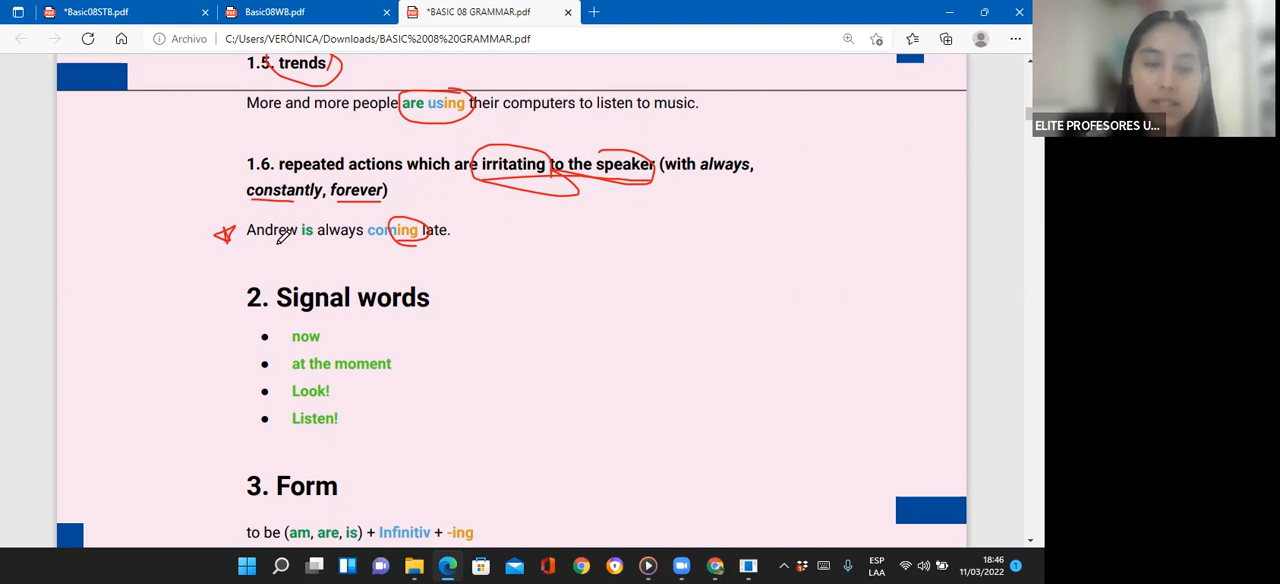 *Basic08STB.pdf
Basic08WB.pdf
*BASIC 08 GRAMMAR.pdf
Archivo | C:/Users/VERÓNICA/Downloads/BASIC%2008%20GRAMMAR.pdf
1.5. trends
More and more people are using their computers to listen to music.
1.6. repeated actions which are irritating to the speaker (with always,
constantly, forever)
Andrew is always coming late.
2. Signal words
now
at the moment
Look!
Listen!
3. Form
to be (am, are, is) + Infinitiv + -ing
ELITE PROFESORES U...
ESP
LAA
18:46
11/03/2022
1